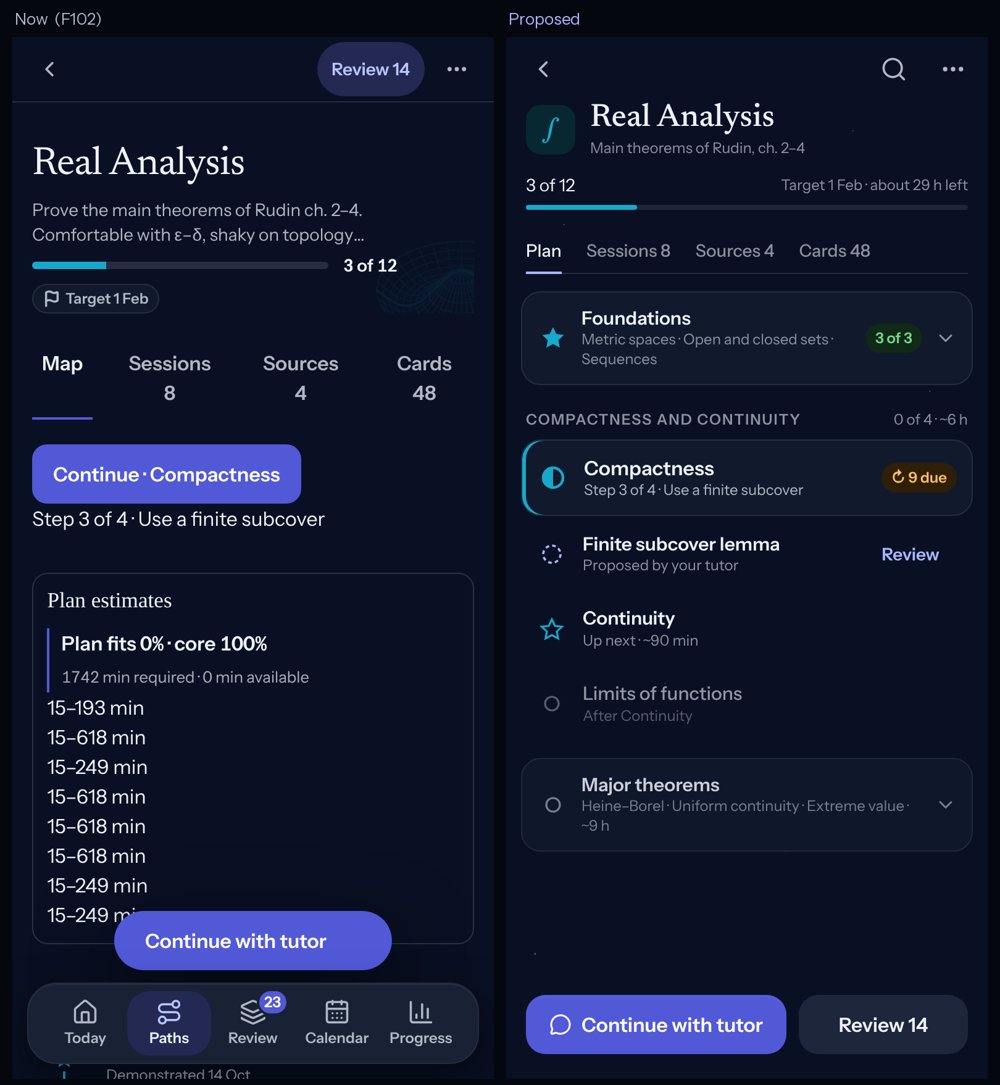 Now (F102)
Review 14
Real Analysis
Prove the main theorems of Rudin ch. 2–4.
Comfortable with ε–δ, shaky on topology…
3 of 12
Target 1 Feb
Map
Sessions
8
Sources
4
Cards
48
Continue · Compactness
Step 3 of 4 · Use a finite subcover
Plan estimates
Plan fits 0% · core 100%
1742 min required · 0 min available
15–193 min
15–618 min
15–249 min
15–618 min
15–618 min
15–618 min
15–249 min
15–249 m
Continue with tutor
23
Today
Paths
Review
Calendar
Progress
Demonstrated 14 Oct
Proposed
∫
Real Analysis
Main theorems of Rudin, ch. 2–4
3 of 12
Target 1 Feb · about 29 h left
Plan
Sessions 8
Sources 4
Cards 48
Foundations
Metric spaces · Open and closed sets ·
Sequences
3 of 3
COMPACTNESS AND CONTINUITY
0 of 4 · ~6 h
Compactness
Step 3 of 4 · Use a finite subcover
9 due
Finite subcover lemma
Proposed by your tutor
Review
Continuity
Up next · ~90 min
Limits of functions
After Continuity
Major theorems
Heine–Borel · Uniform continuity · Extreme value ·
~9 h
Continue with tutor
Review 14